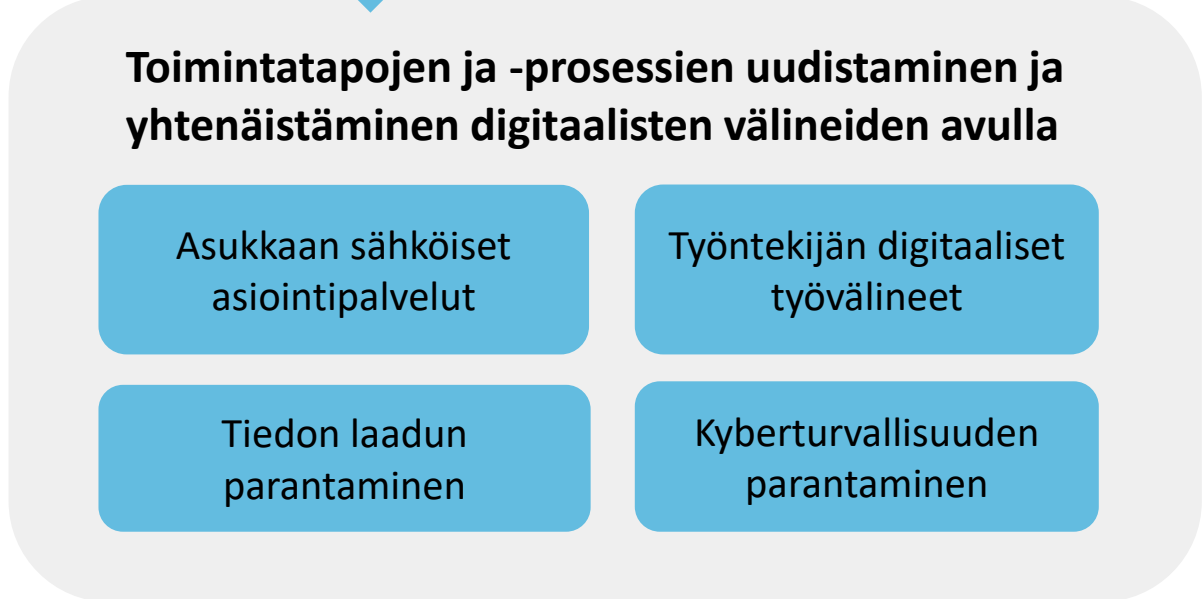 Toimintatapojen ja -prosessien uudistaminen ja
yhtenäistäminen digitaalisten välineiden avulla
Asukkaan sähköiset
asiointipalvelut
Työntekijän digitaaliset
työvälineet
Tiedon laadun
parantaminen
Kyberturvallisuuden
parantaminen